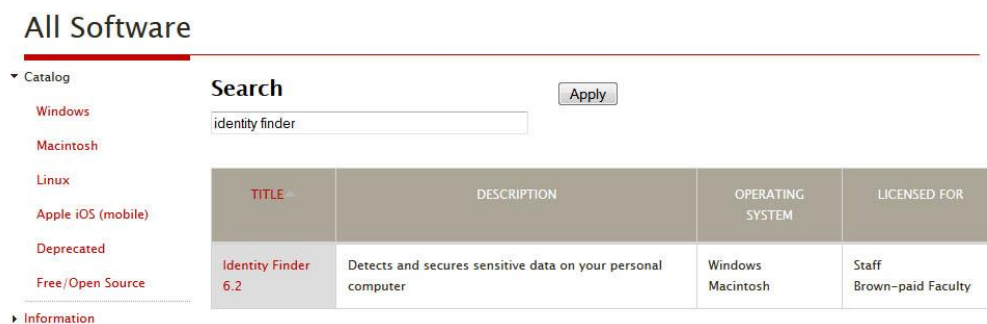 All Software
Catalog
Windows
Macintosh
Linux
Apple iOS (mobile)
Deprecated
Free/Open Source
Information
Search
Apply
identity finder
TITLE
DESCRIPTION
OPERATING
SYSTEM
LICENSED FOR
Identity Finder
6.2
Detects and secures sensitive data on your personal
computer
Windows
Macintosh
Staff
Brown-paid Faculty